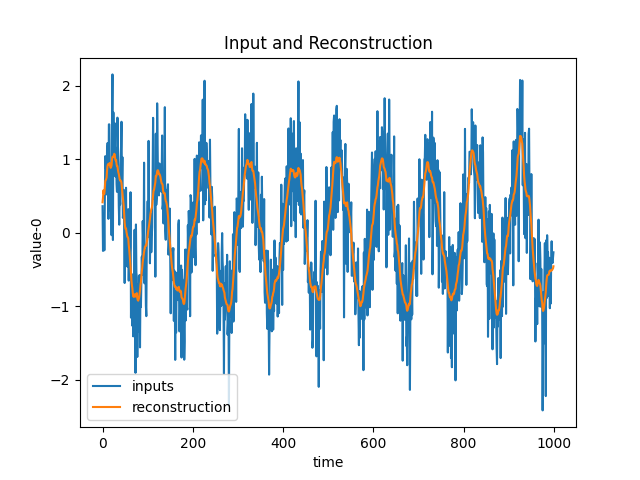 Input and Reconstruction
value-0
2
1
0
−1
−2
inputs
reconstruction
0 200 400 600 800 1000
time